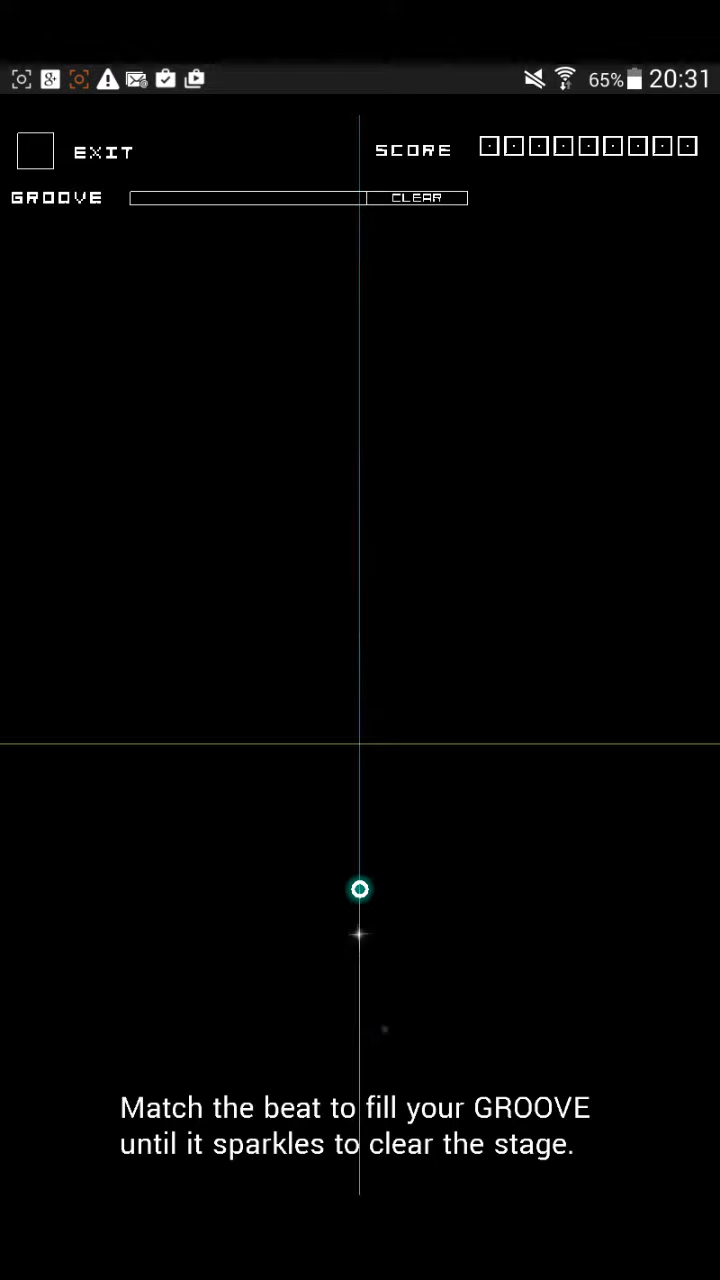 65% 20:31
EXIT SCORE 000000000
GROOVE CLEAR
Match the beat to fill your GROOVE
until it sparkles to clear the stage.